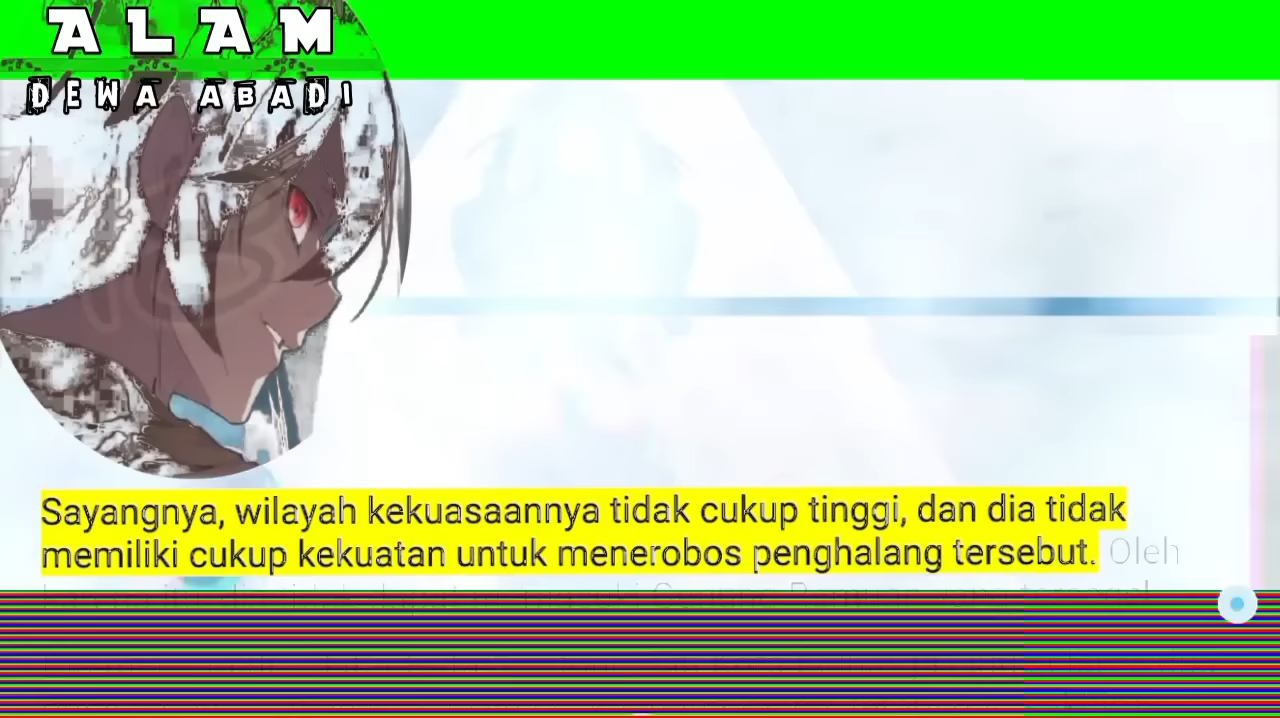 ALAM
DEWA ABADI
Sayangnya, wilayah kekuasaannya tidak cukup tinggi, dan dia tidak
memiliki cukup kekuatan untuk menerobos penghalang tersebut. Oleh